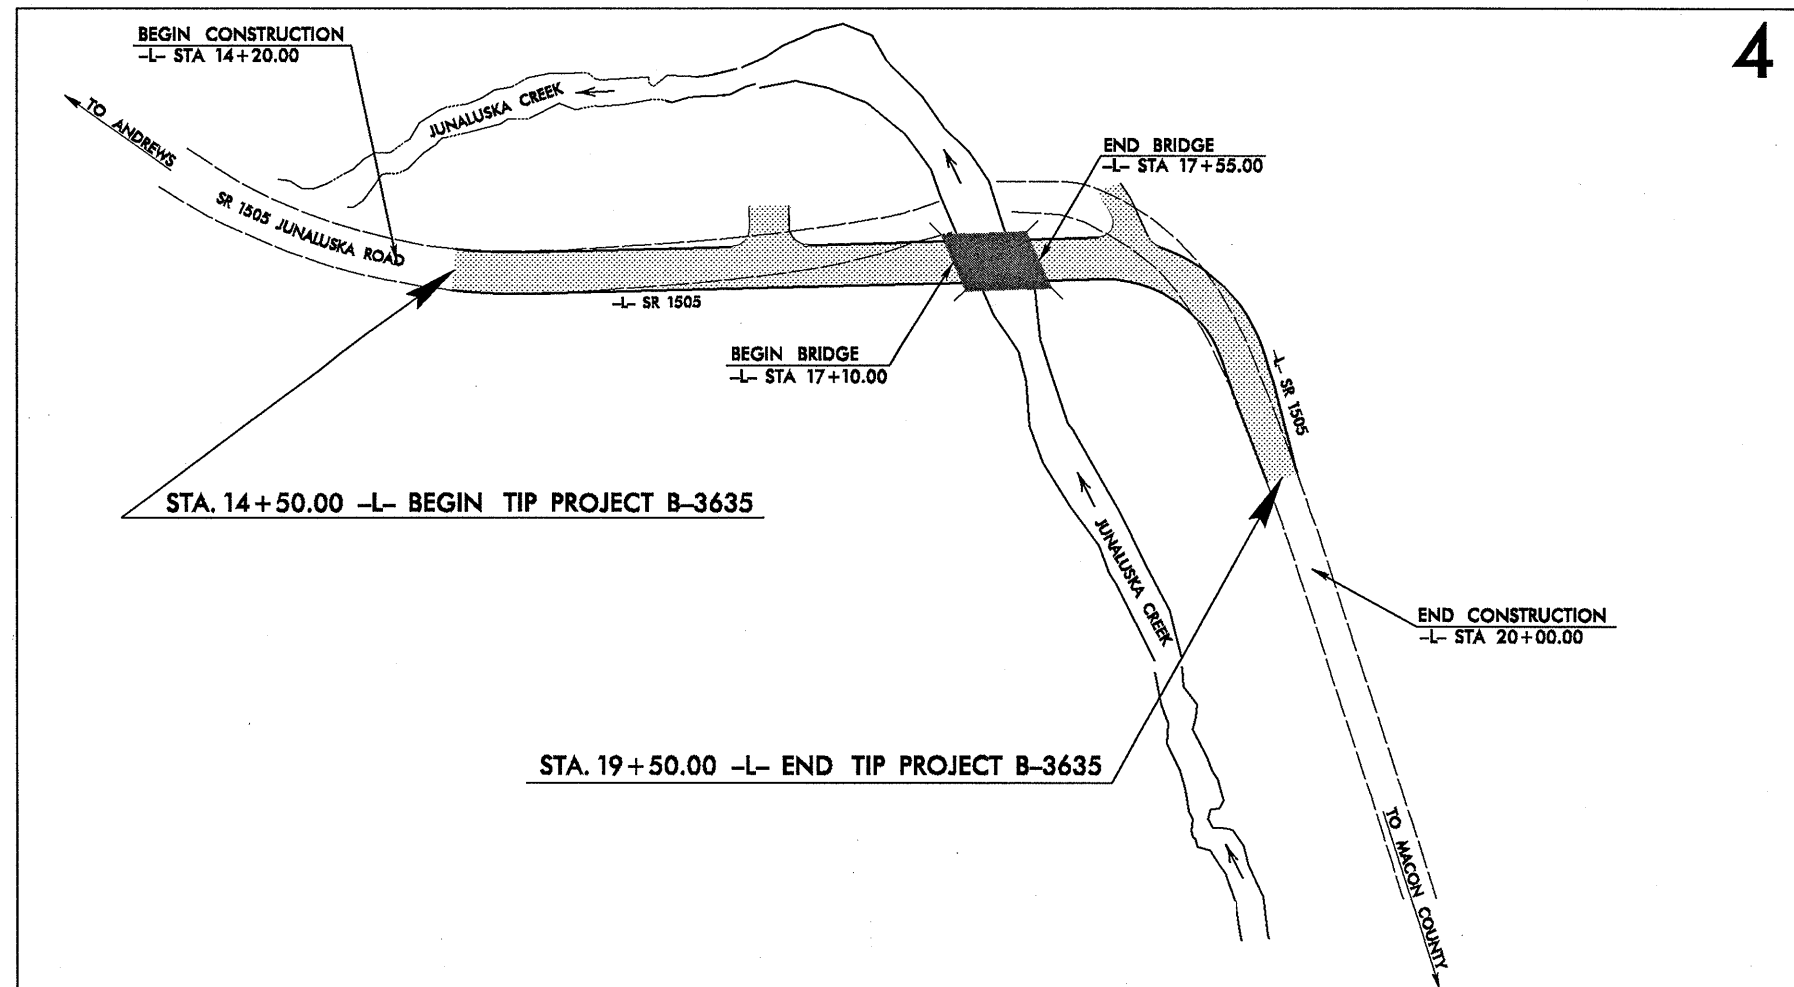 4
BEGIN CONSTRUCTION
-L- STA 14+20.00
TO ANDREWS
JUNALUSKA CREEK
SR 1505 JUNALUSKA ROAD
END BRIDGE
-L- STA 17+55.00
-L- SR 1505
BEGIN BRIDGE
-L- STA 17+10.00
-L- SR 1505
STA. 14+50.00 -L- BEGIN TIP PROJECT B-3635
JUNALUSKA CREEK
END CONSTRUCTION
-L- STA 20+00.00
STA. 19+50.00 -L- END TIP PROJECT B-3635
TO MACON COUNTY